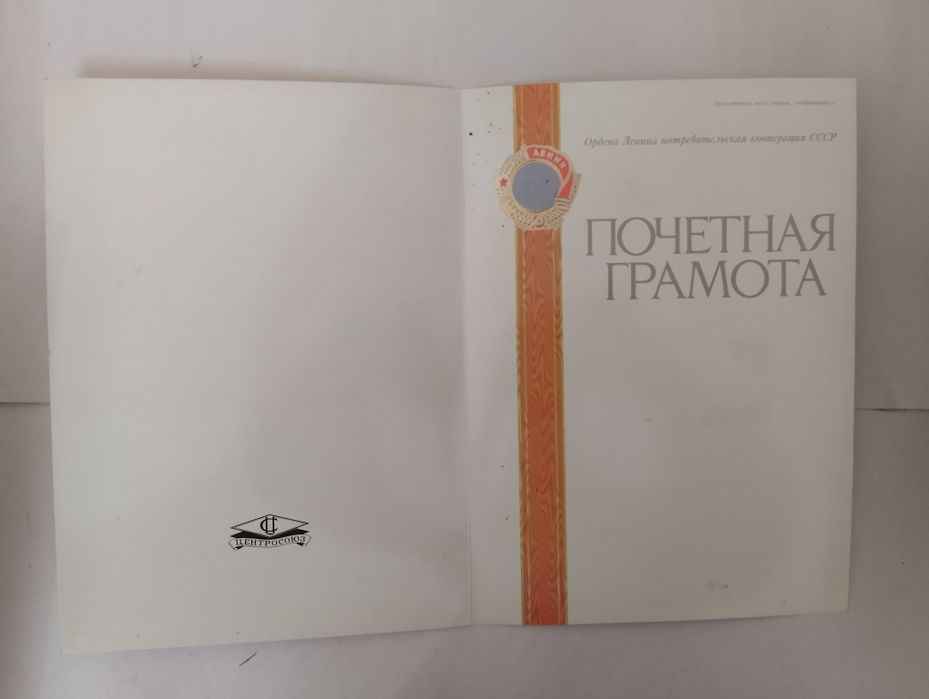 ЦЕНТРОСОЮЗ
Пролетарии всех стран, соединяйтесь!
Ордена Ленина потребительская кооперация СССР
ЛЕНИН
ПОЧЕТНАЯ
ГРАМОТА